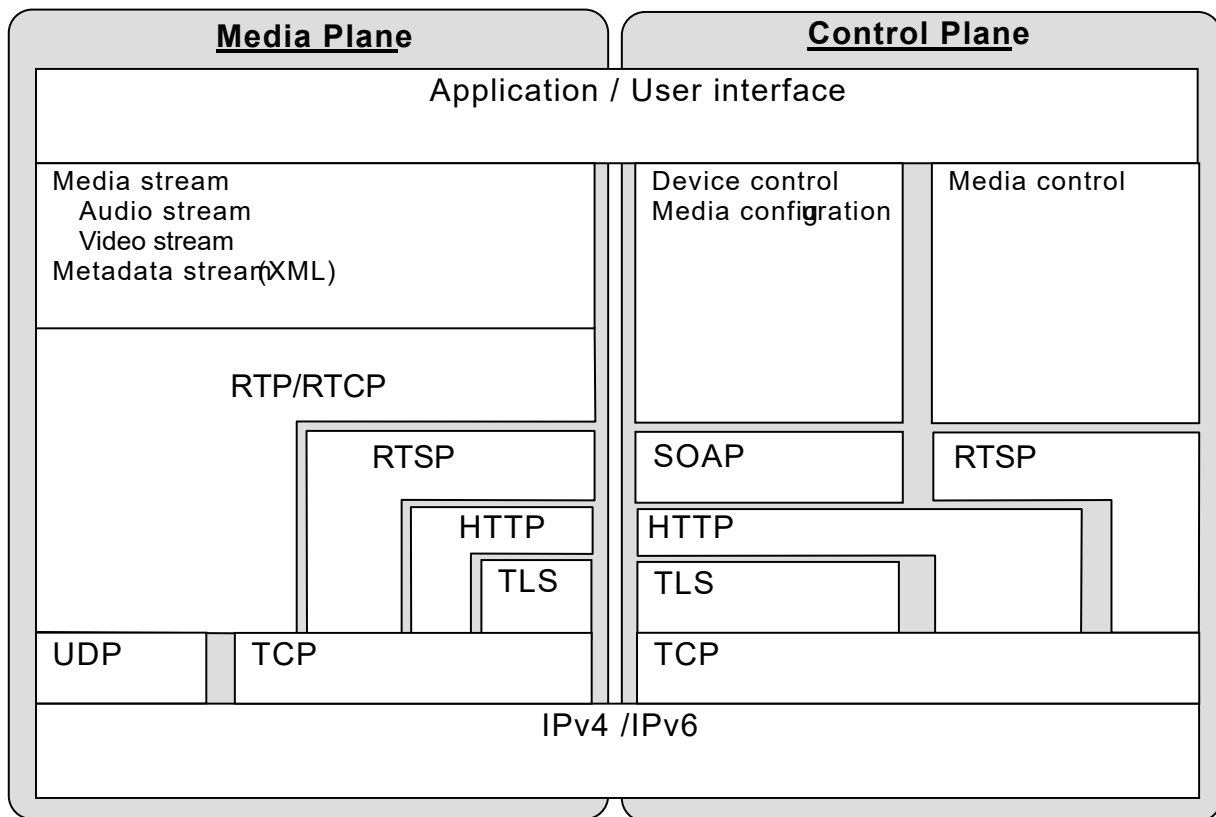 Media Plane
Control Plane
Application / User interface
Media stream
Audio stream
Video stream
Metadata stream(XML)
Device control
Media configuration
Media control
RTP/RTCP
RTSP
HTTP
TLS
SOAP
RTSP
HTTP
TLS
UDP
TCP
TCP
IPv4 /IPv6